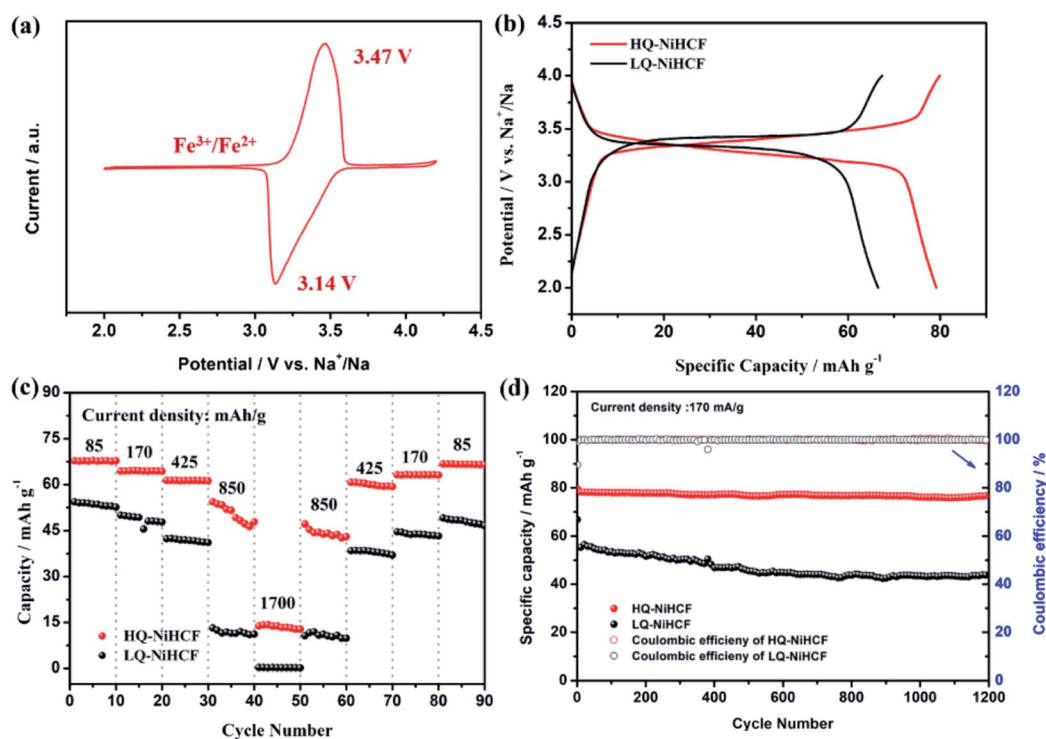 (a)
3.47 V
Fe³⁺/Fe²⁺
3.14 V
Current / a.u.
2.0 2.5 3.0 3.5 4.0 4.5
Potential / V vs. Na⁺/Na
(b)
HQ-NiHCF
LQ-NiHCF
Potential / V vs. Na⁺/Na
4.0
3.5
3.0
2.5
2.0
0 20 40 60 80
Specific Capacity / mAh g⁻¹
(c)
Current density: mAh/g
85 170 425 850 1700 850 425 170 85
HQ-NiHCF
LQ-NiHCF
Capacity / mAh g⁻¹
90
75
60
45
30
15
0
0 10 20 30 40 50 60 70 80 90
Cycle Number
(d)
Current density :170 mA/g
HQ-NiHCF
LQ-NiHCF
Coulombic efficieny of HQ-NiHCF
Coulombic efficieny of LQ-NiHCF
Specific capacity / mAh g⁻¹
120
100
80
60
40
20
0
0 200 400 600 800 1000 1200
Cycle Number
120
100
80
60
40
20
0
Coulombic efficiency / %